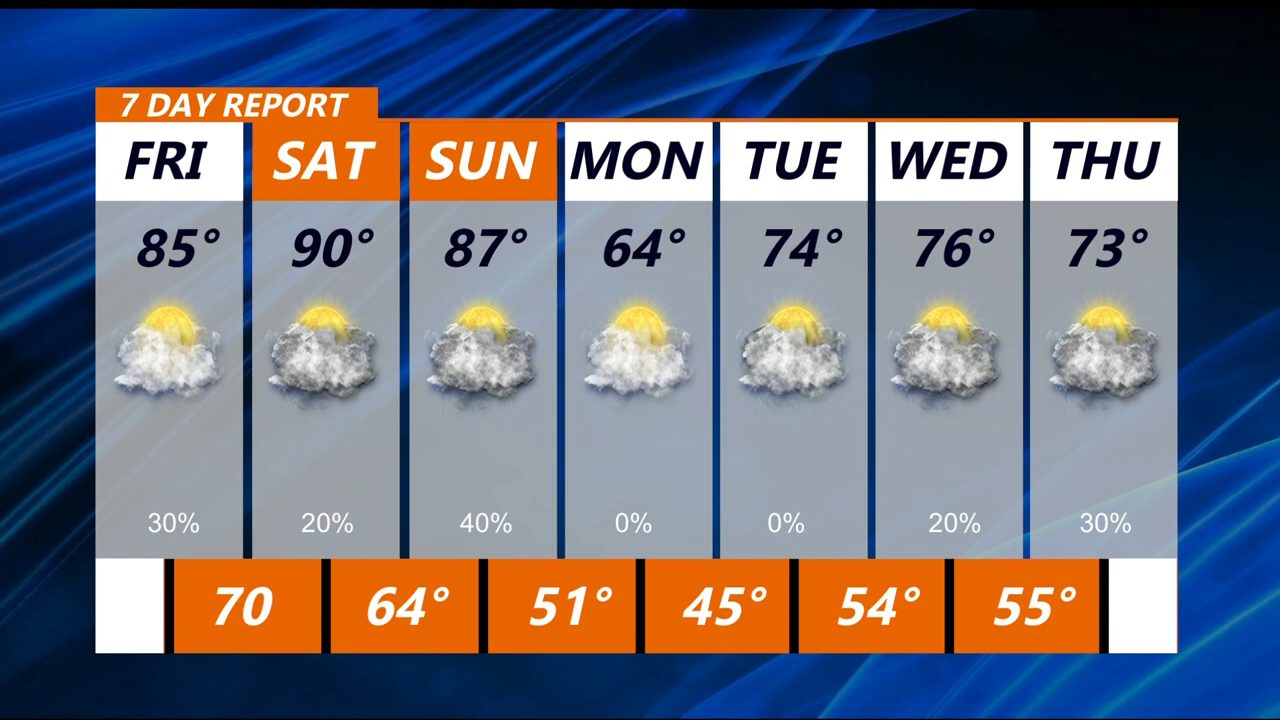 7 DAY REPORT
FRI SAT SUN MON TUE WED THU
85° 90° 87° 64° 74° 76° 73°
30% 20% 40% 0% 0% 20% 30%
70 64° 51° 45° 54° 55°